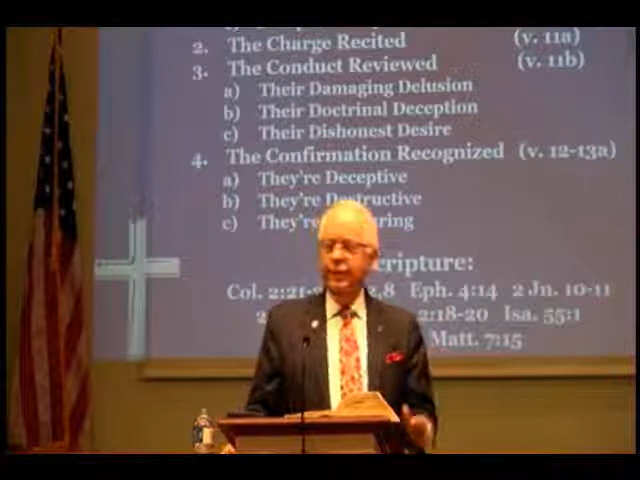 2. The Charge Recited (v. 11a)
3. The Conduct Reviewed (v. 11b)
a) Their Damaging Delusion
b) Their Doctrinal Deception
c) Their Dishonest Desire
4. The Confirmation Recognized (v. 12-13a)
a) They're Deceptive
b) They're Destructive
c) They're
Col. 2:21- Eph. 4:14 2 Jn. 10-11
2:18-20 Isa. 55:1
Matt. 7:15